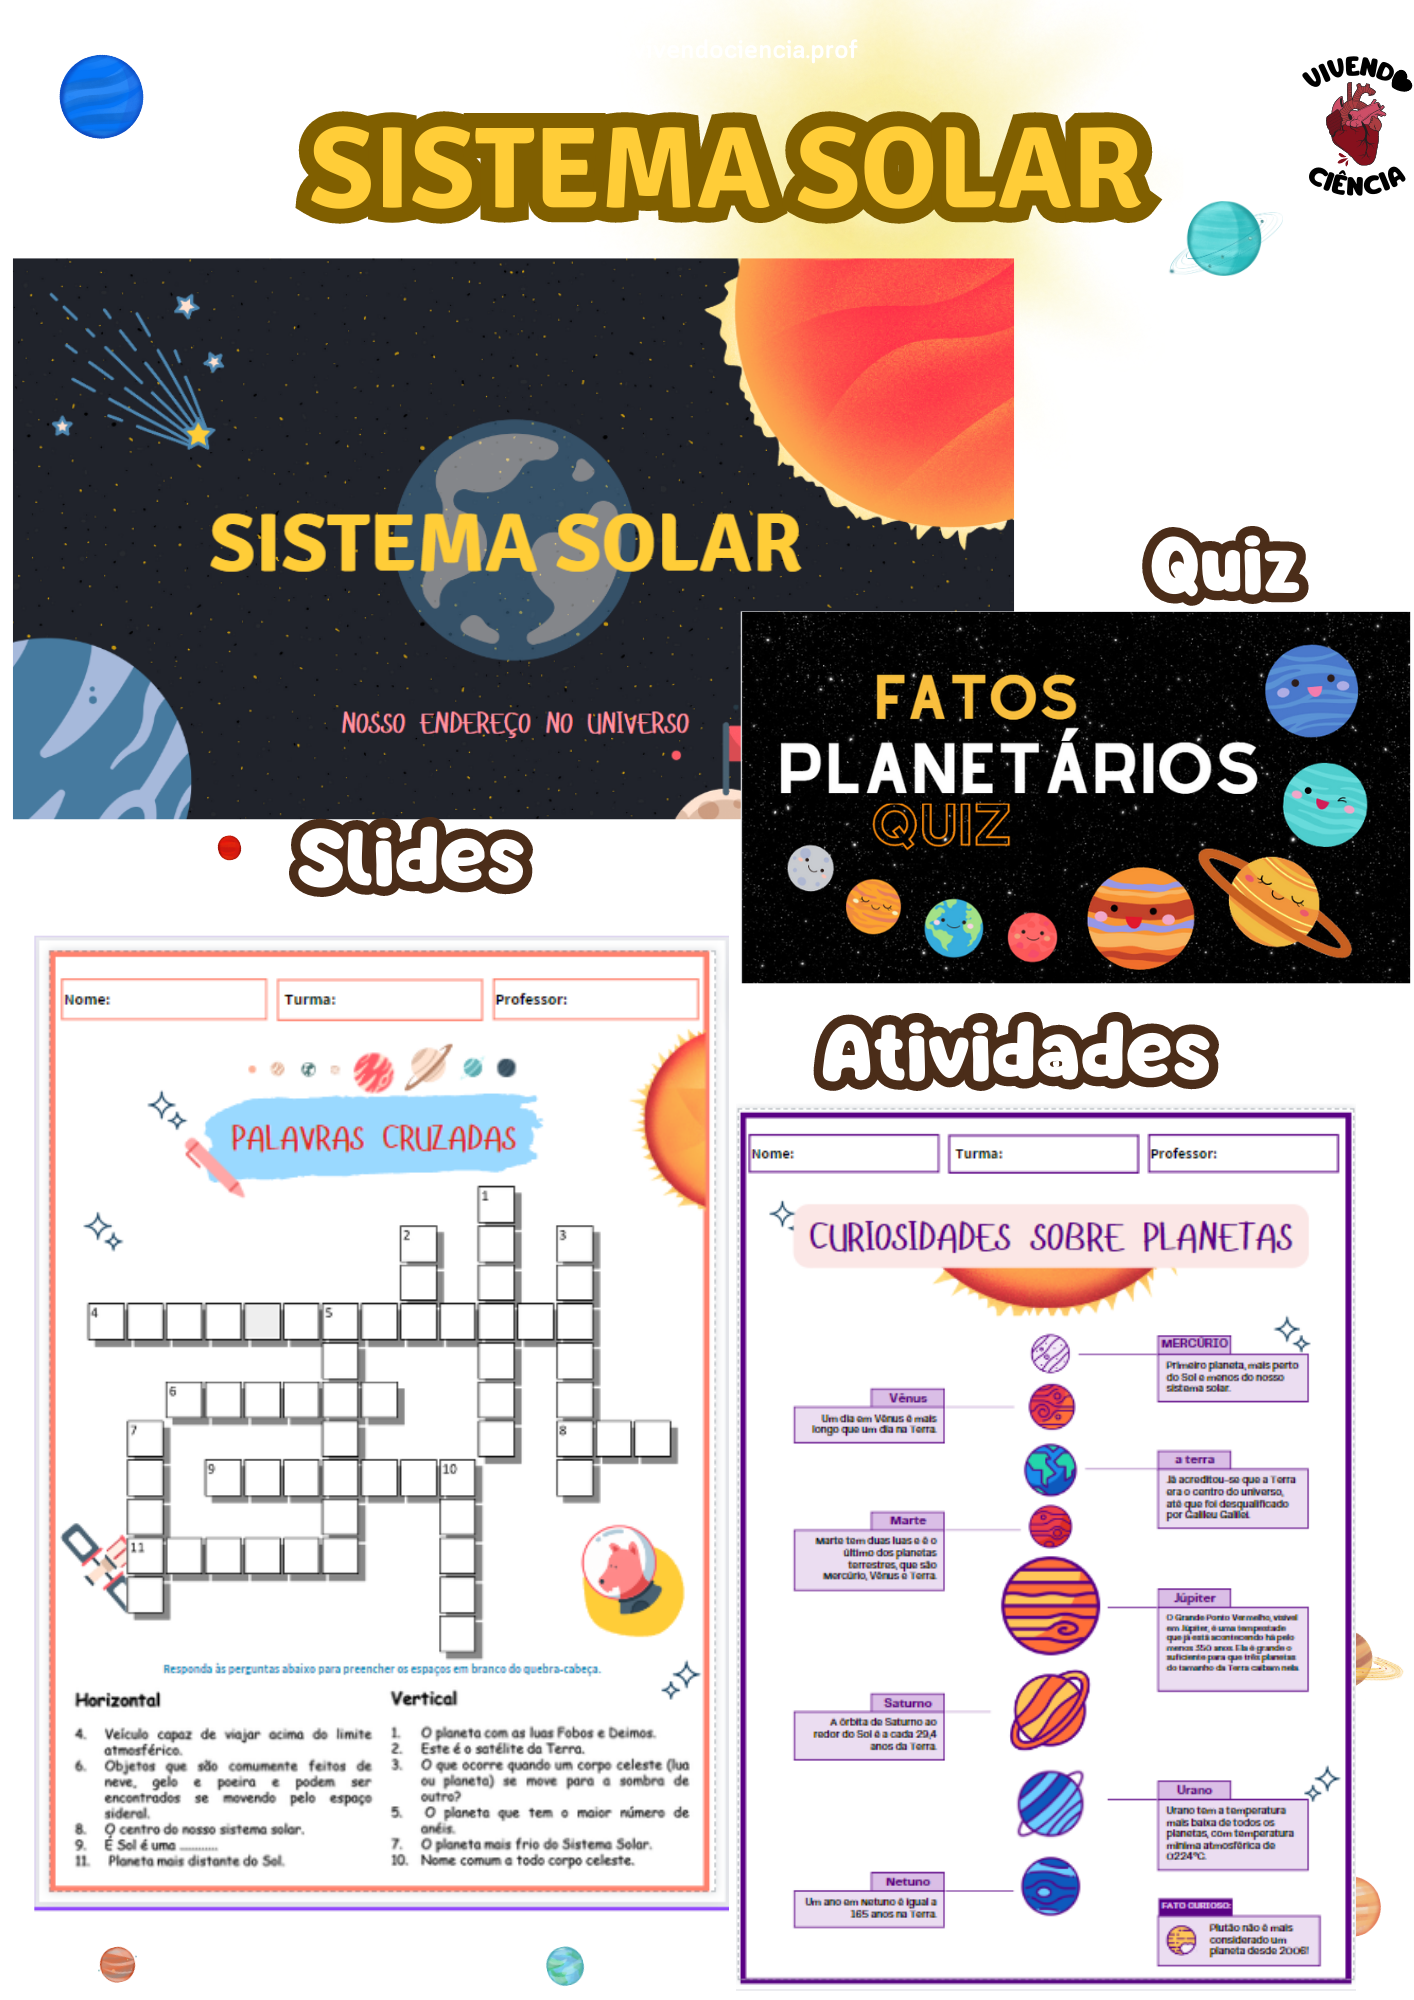 endociencia.prof
VIVENDO
CIÊNCIA
SISTEMA SOLAR
SISTEMA SOLAR
NOSSO ENDEREÇO NO UNIVERSO
Quiz
FATOS
PLANETÁRIOS
QUIZ
Slides
Nome:
Turma:
Professor:
PALAVRAS CRUZADAS
1
2
3
4
5
6
7
8
9
10
11
Responda às perguntas abaixo para preencher os espaços em branco do quebra-cabeça.
Horizontal
4. Veículo capaz de viajar acima do limite
atmosférico.
6. Objetos que são comumente feitos de
neve, gelo e poeira e podem ser
encontrados se movendo pelo espaço
sideral.
8. O centro do nosso sistema solar.
9. É Sol é uma ...........
11. Planeta mais distante do Sol.
Vertical
1. O planeta com as luas Fobos e Deimos.
2. Este é o satélite da Terra.
3. O que ocorre quando um corpo celeste (lua
ou planeta) se move para a sombra de
outro?
5. O planeta que tem o maior número de
anéis.
7. O planeta mais frio do Sistema Solar.
10. Nome comum a todo corpo celeste.
Atividades
Nome:
Turma:
Professor:
CURIOSIDADES SOBRE PLANETAS
MERCÚRIO
Primeiro planeta, mais perto
do Sol e menos do nosso
sistema solar.
Vênus
Um dia em Vênus é mais
longo que um dia na Terra.
a terra
Já acreditou-se que a Terra
era o centro do universo,
até que foi desqualificado
por Galileu Galilei.
Marte
Marte tem duas luas e é o
último dos planetas
terrestres, que são
Mercúrio, Vênus e Terra.
Júpiter
O Grande Ponto Vermelho, visível
em Júpiter, é uma tempestade
que já está acontecendo há pelo
menos 350 anos. Ela é grande o
suficiente para que três planetas
do tamanho da Terra caibam nela.
Saturno
A órbita de Saturno ao
redor do Sol é a cada 29,4
anos da Terra.
Urano
Urano tem a temperatura
mais baixa de todos os
planetas, com temperatura
mínima atmosférica de
0224°C.
Netuno
Um ano em Netuno é igual a
165 anos na Terra.
FATO CURIOSO:
Plutão não é mais
considerado um
planeta desde 2006!